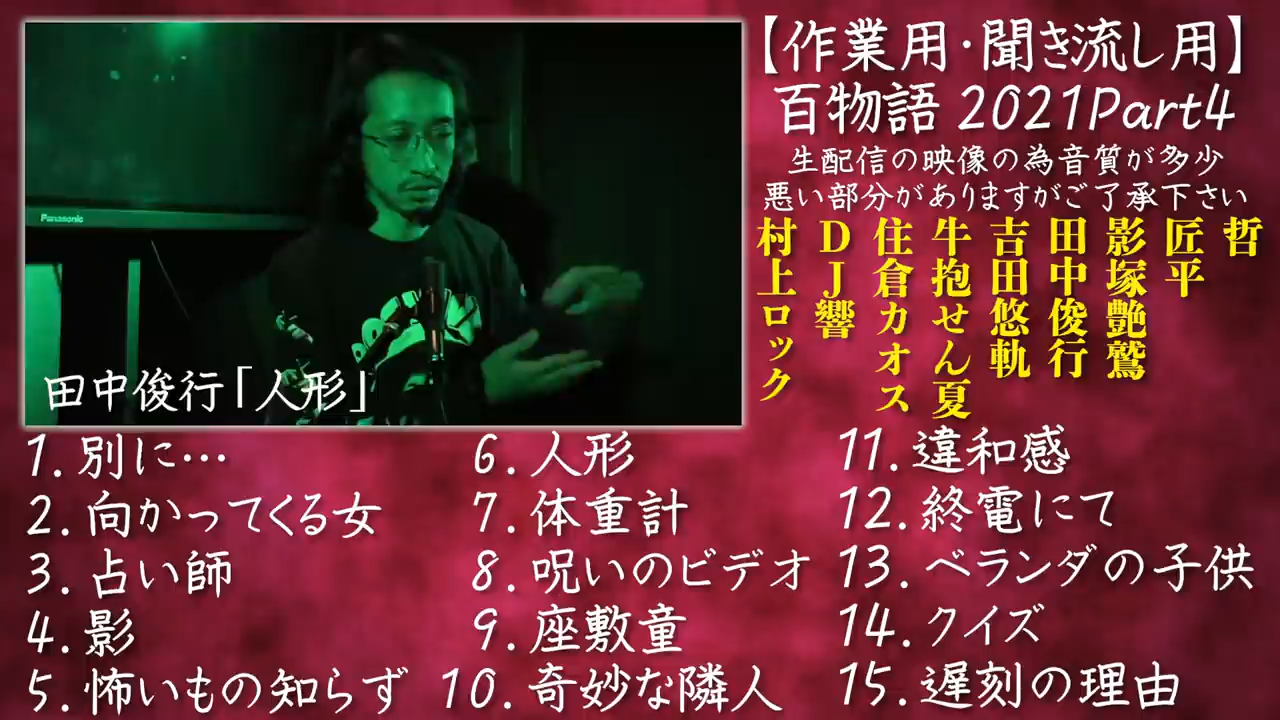 【作業用・聞き流し用】
百物語 2021Part4
生配信の映像の為音質が多少
悪い部分がありますがご了承下さい
哲
匠平
影塚艶鷲
田中俊行
吉田悠軌
牛抱せん夏
住倉カオス
DJ響
村上ロック
Panasonic
田中俊行「人形」
1.別に…
2.向かってくる女
3.占い師
4.影
5.怖いもの知らず
6.人形
7.体重計
8.呪いのビデオ
9.座敷童
10.奇妙な隣人
11.違和感
12.終電にて
13.ベランダの子供
14.クイズ
15.遅刻の理由